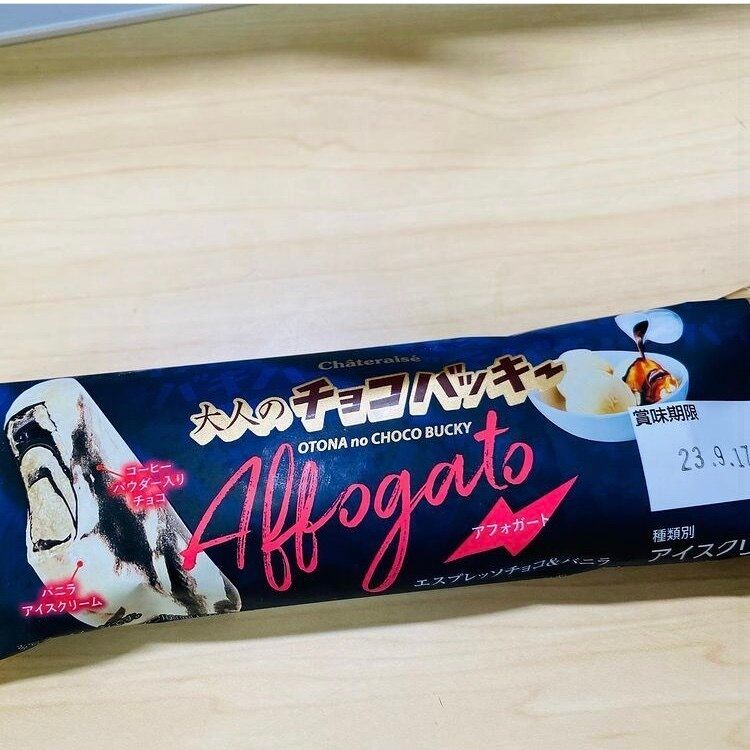 Châteraisé
大人のチョコバッキー
OTONA no CHOCO BUCKY
Affogato
アフォガート
エスプレッソチョコ&バニラ
コーヒー
パウダー入り
チョコ
バニラ
アイスクリーム
賞味期限
23.9.17
種類別
アイスク